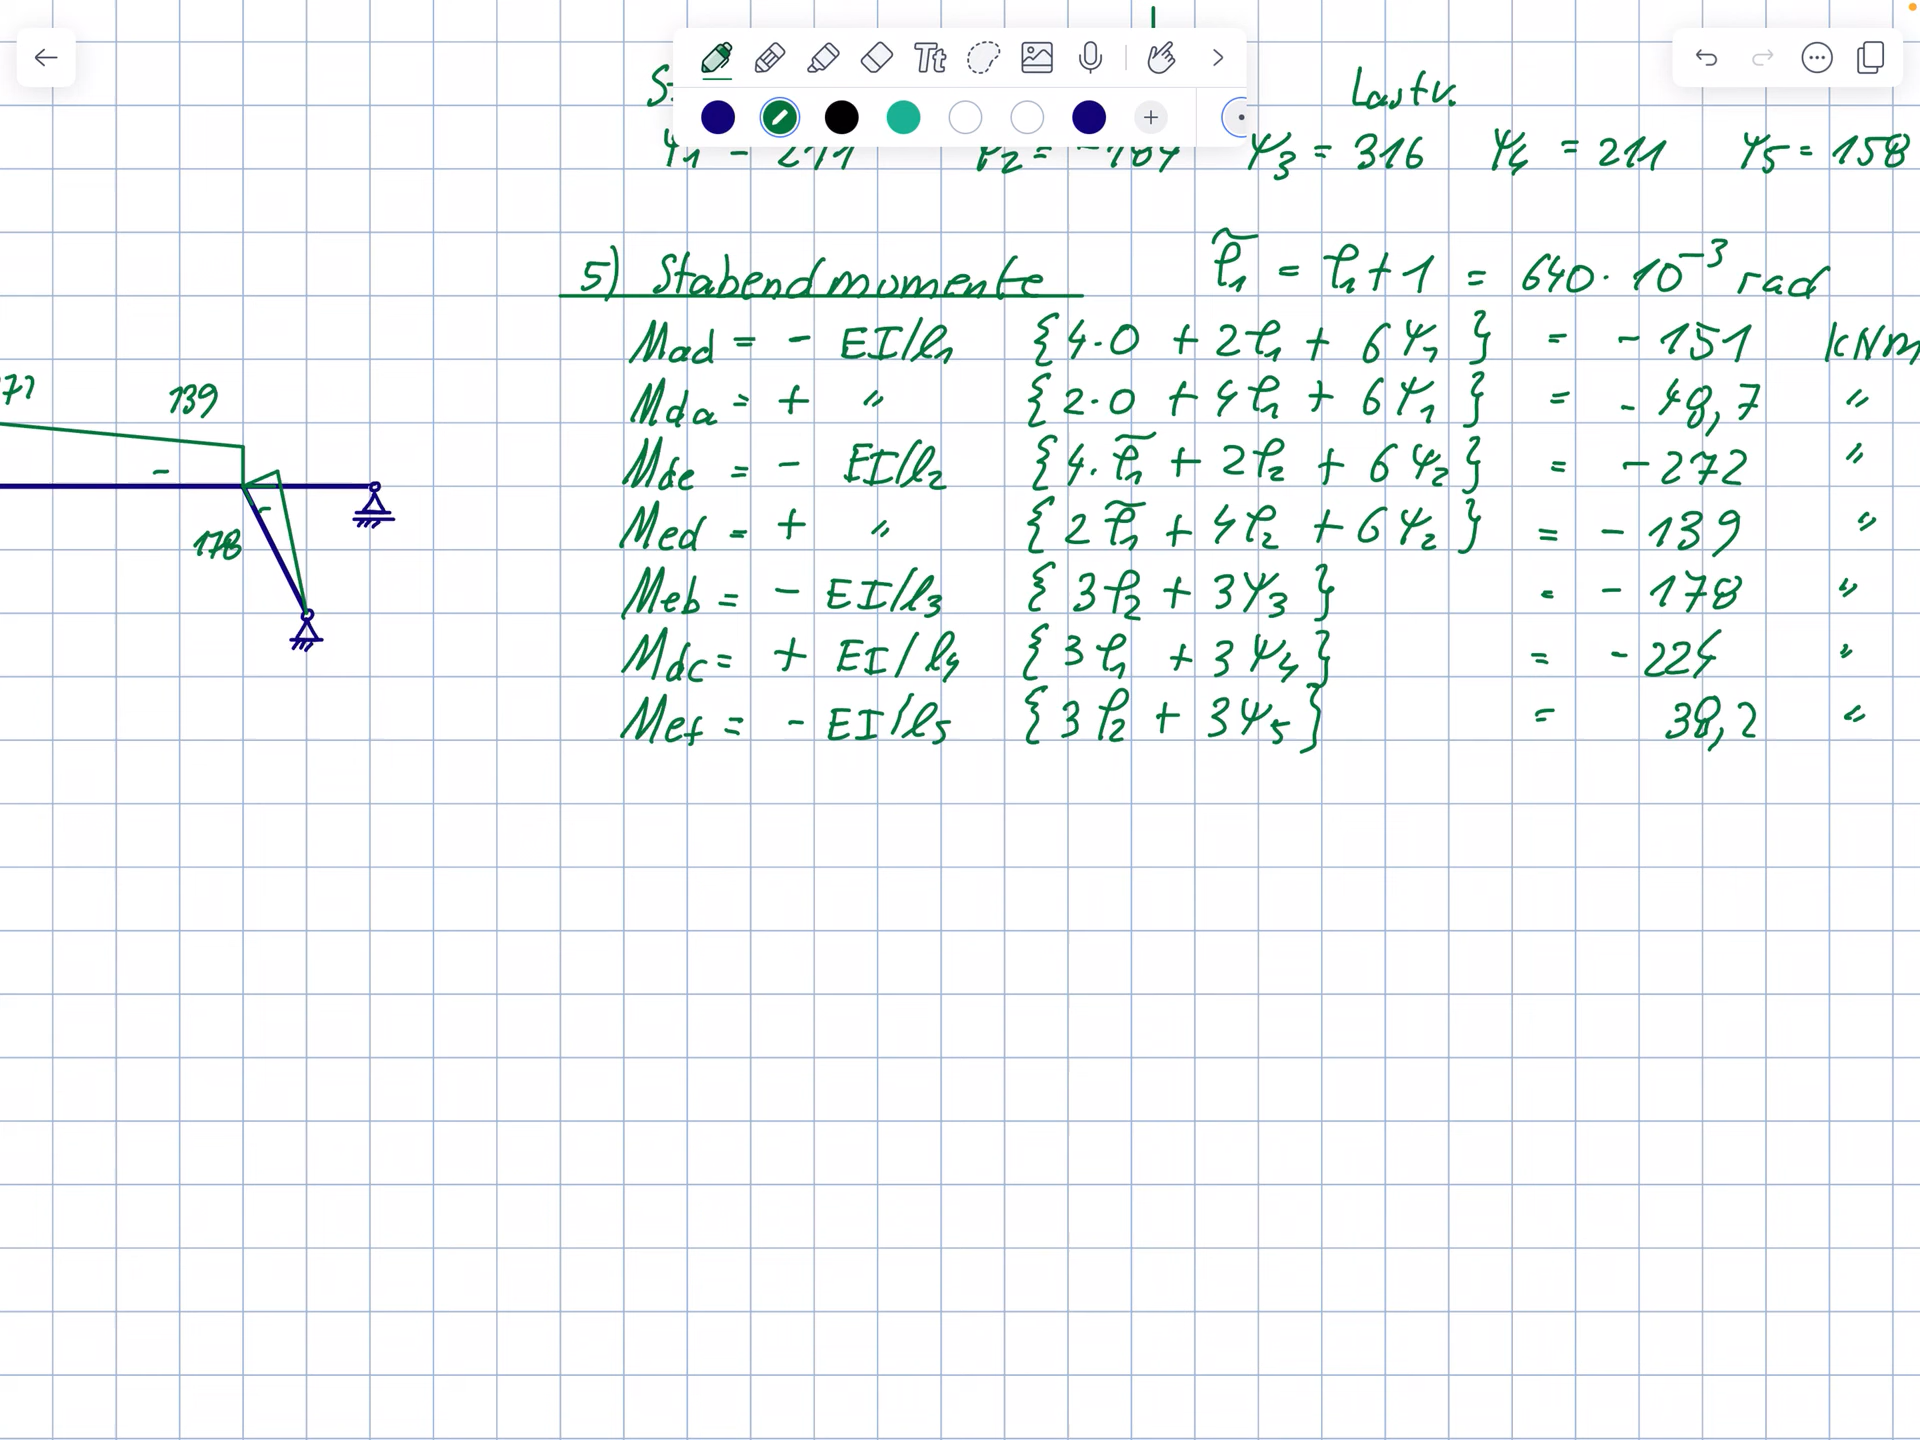 Tt
Lastv.
ψ3 = 316 ψ4 = 211 ψ5 = 158
5) Stabendmomente φ̃1 = φ1 + 1 = 640 · 10⁻³ rad
Mad = - EI/l1 {4·0 + 2φ1 + 6ψ1} = - 151 kNm
Mda = + " {2·0 + 4φ1 + 6ψ1} = - 48,7 "
Mde = - EI/l2 {4·φ̃1 + 2φ2 + 6ψ2} = - 272 "
Med = + " {2φ̃1 + 4φ2 + 6ψ2} = - 139 "
Meb = - EI/l3 {3φ2 + 3ψ3} = - 178 "
Mdc = + EI/l4 {3φ1 + 3ψ4} = - 224 "
Mef = - EI/l5 {3φ2 + 3ψ5} = 38,2 "
139
-
-
178